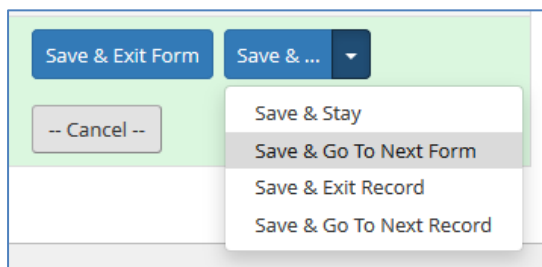 Save & Exit Form
Save & ...
-- Cancel --
Save & Stay
Save & Go To Next Form
Save & Exit Record
Save & Go To Next Record